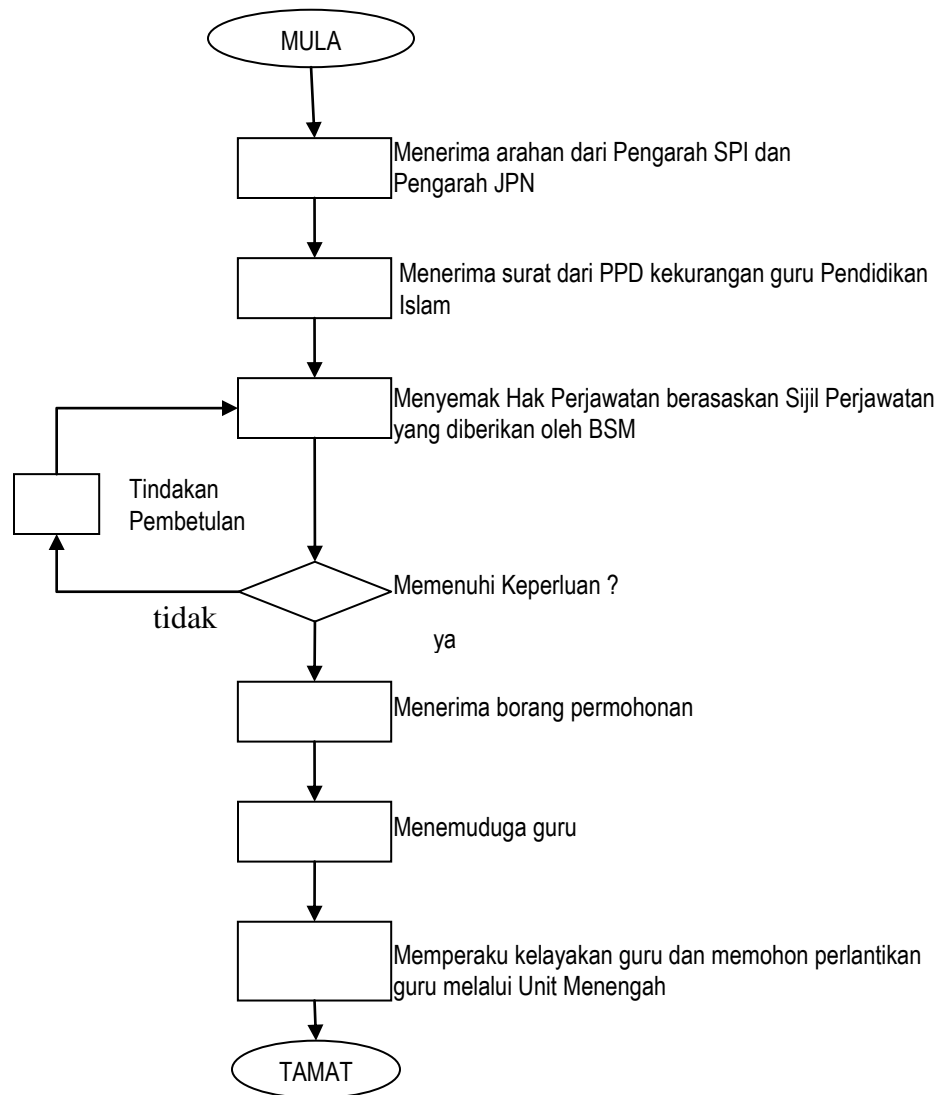 MULA
Menerima arahan dari Pengarah SPI dan
Pengarah JPN
Menerima surat dari PPD kekurangan guru Pendidikan
Islam
Menyemak Hak Perjawatan berasaskan Sijil Perjawatan
yang diberikan oleh BSM
Tindakan
Pembetulan
Memenuhi Keperluan ?
tidak
ya
Menerima borang permohonan
Menemuduga guru
Memperaku kelayakan guru dan memohon perlantikan
guru melalui Unit Menengah
TAMAT